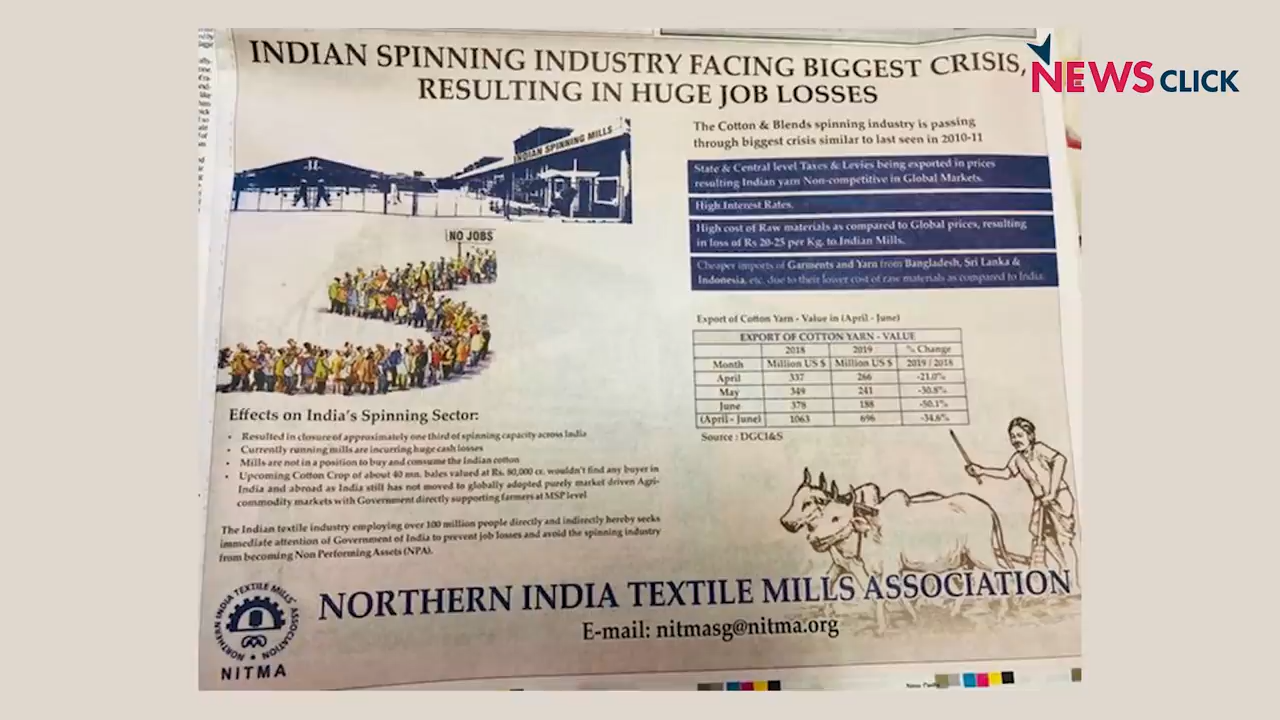 INDIAN SPINNING INDUSTRY FACING BIGGEST CRISIS,
RESULTING IN HUGE JOB LOSSES
NEWS CLICK
INDIAN SPINNING MILLS
NO JOBS
The Cotton & Blends spinning industry is passing
through biggest crisis similar to last seen in 2010-11
State & Central level Taxes & Levies being exported in prices
resulting Indian yarn Non-competitive in Global Markets.
High Interest Rates.
High cost of Raw materials as compared to Global prices, resulting
in loss of Rs 20-25 per Kg. to Indian Mills.
Cheaper imports of Garments and Yarn from Bangladesh, Sri Lanka &
Indonesia, etc. due to their lower cost of raw materials as compared to India.
Export of Cotton Yarn - Value in (April - June)
EXPORT OF COTTON YARN - VALUE
2018 2019 % Change
Month Million US $ Million US $ 2019 / 2018
April 337 266 -21.0%
May 349 241 -30.8%
June 378 188 -50.1%
(April - June) 1063 696 -34.6%
Source : DGCI&S
Effects on India's Spinning Sector:
• Resulted in closure of approximately one third of spinning capacity across India
• Currently running mills are incurring huge cash losses
• Mills are not in a position to buy and consume the Indian cotton
• Upcoming Cotton Crop of about 40 mn. bales valued at Rs. 80,000 cr. wouldn't find any buyer in
India and abroad as India still has not moved to globally adopted purely market driven Agri-
commodity markets with Government directly supporting farmers at MSP level
The Indian textile industry employing over 100 million people directly and indirectly hereby seeks
immediate attention of Government of India to prevent job losses and avoid the spinning industry
from becoming Non Performing Assets (NPA).
NORTHERN INDIA TEXTILE MILLS' ASSOCIATION
NITMA
NORTHERN INDIA TEXTILE MILLS ASSOCIATION
E-mail: nitmasg@nitma.org